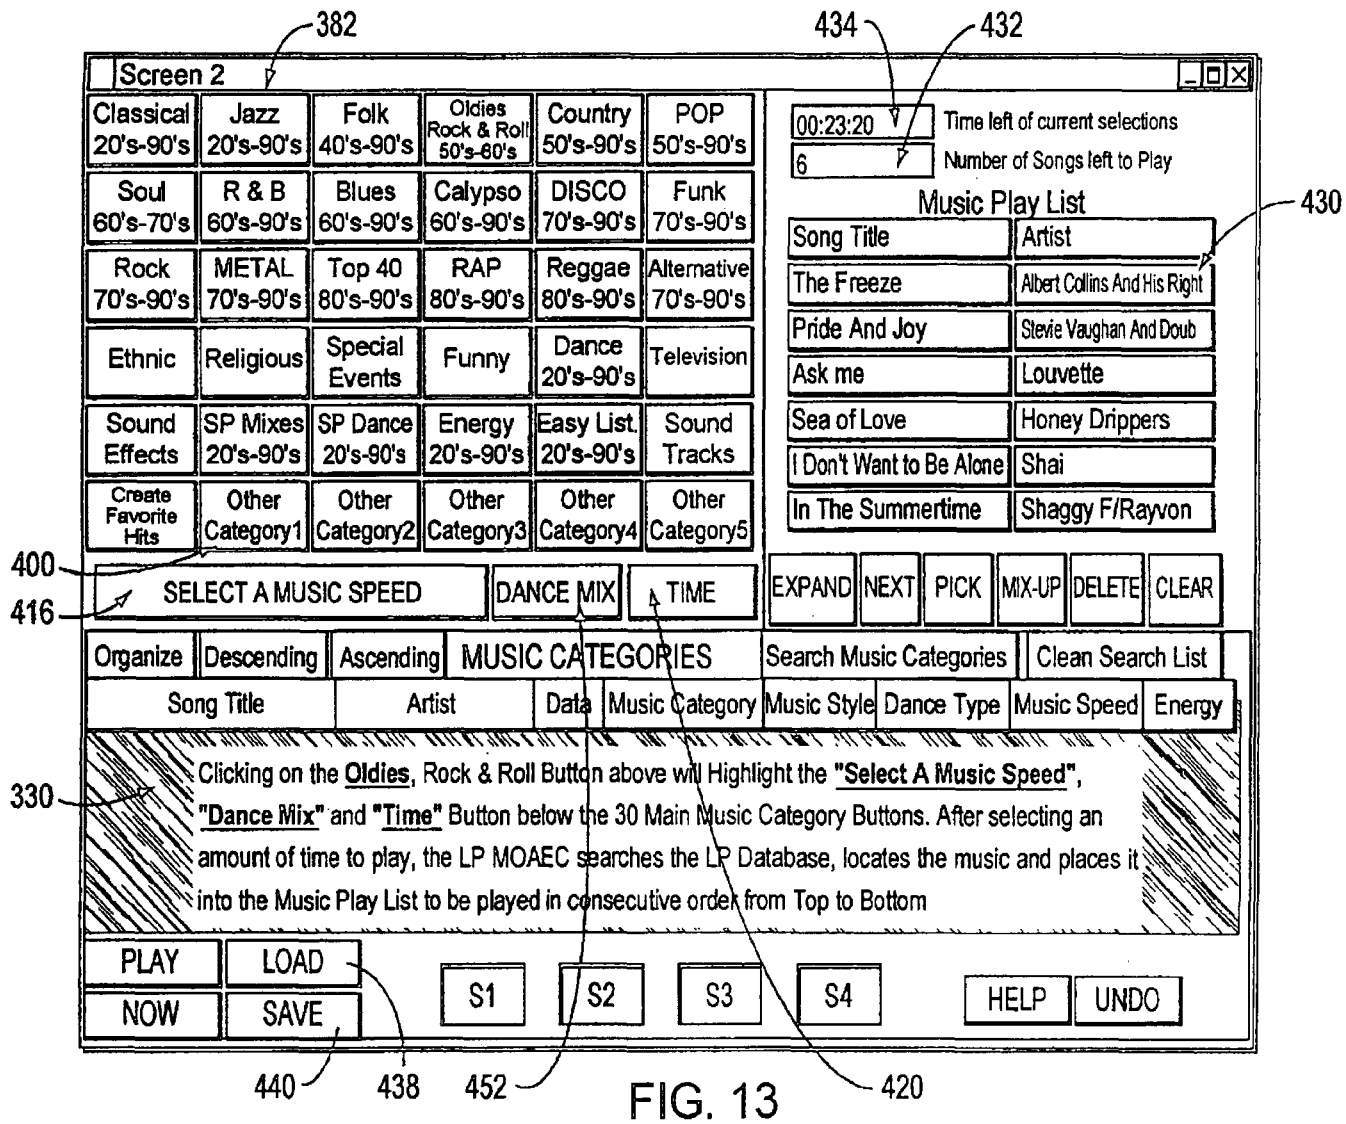 382
434
432
Screen 2
Classical 20's-90's
Jazz 20's-90's
Folk 40's-90's
Oldies Rock & Roll 50's-60's
Country 50's-90's
POP 50's-90's
Soul 60's-70's
R & B 60's-90's
Blues 60's-90's
Calypso 60's-90's
DISCO 70's-90's
Funk 70's-90's
Rock 70's-90's
METAL 70's-90's
Top 40 80's-90's
RAP 80's-90's
Reggae 80's-90's
Alternative 70's-90's
Ethnic
Religious
Special Events
Funny
Dance 20's-90's
Television
Sound Effects
SP Mixes 20's-90's
SP Dance 20's-90's
Energy 20's-90's
Easy List. 20's-90's
Sound Tracks
Create Favorite Hits
Other Category1
Other Category2
Other Category3
Other Category4
Other Category5
00:23:20 Time left of current selections
6 Number of Songs left to Play
Music Play List
430
Song Title Artist
The Freeze Albert Collins And His Right
Pride And Joy Stevie Vaughan And Doub
Ask me Louvette
Sea of Love Honey Drippers
I Don't Want to Be Alone Shai
In The Summertime Shaggy F/Rayvon
400
416
SELECT A MUSIC SPEED DANCE MIX TIME
EXPAND NEXT PICK MIX-UP DELETE CLEAR
Organize Descending Ascending MUSIC CATEGORIES Search Music Categories Clean Search List
Song Title Artist Data Music Category Music Style Dance Type Music Speed Energy
330
Clicking on the Oldies, Rock & Roll Button above will Highlight the "Select A Music Speed",
"Dance Mix" and "Time" Button below the 30 Main Music Category Buttons. After selecting an
amount of time to play, the LP MOAEC searches the LP Database, locates the music and places it
into the Music Play List to be played in consecutive order from Top to Bottom
PLAY LOAD
NOW SAVE
S1 S2 S3 S4
HELP UNDO
440 438 452 420
FIG. 13